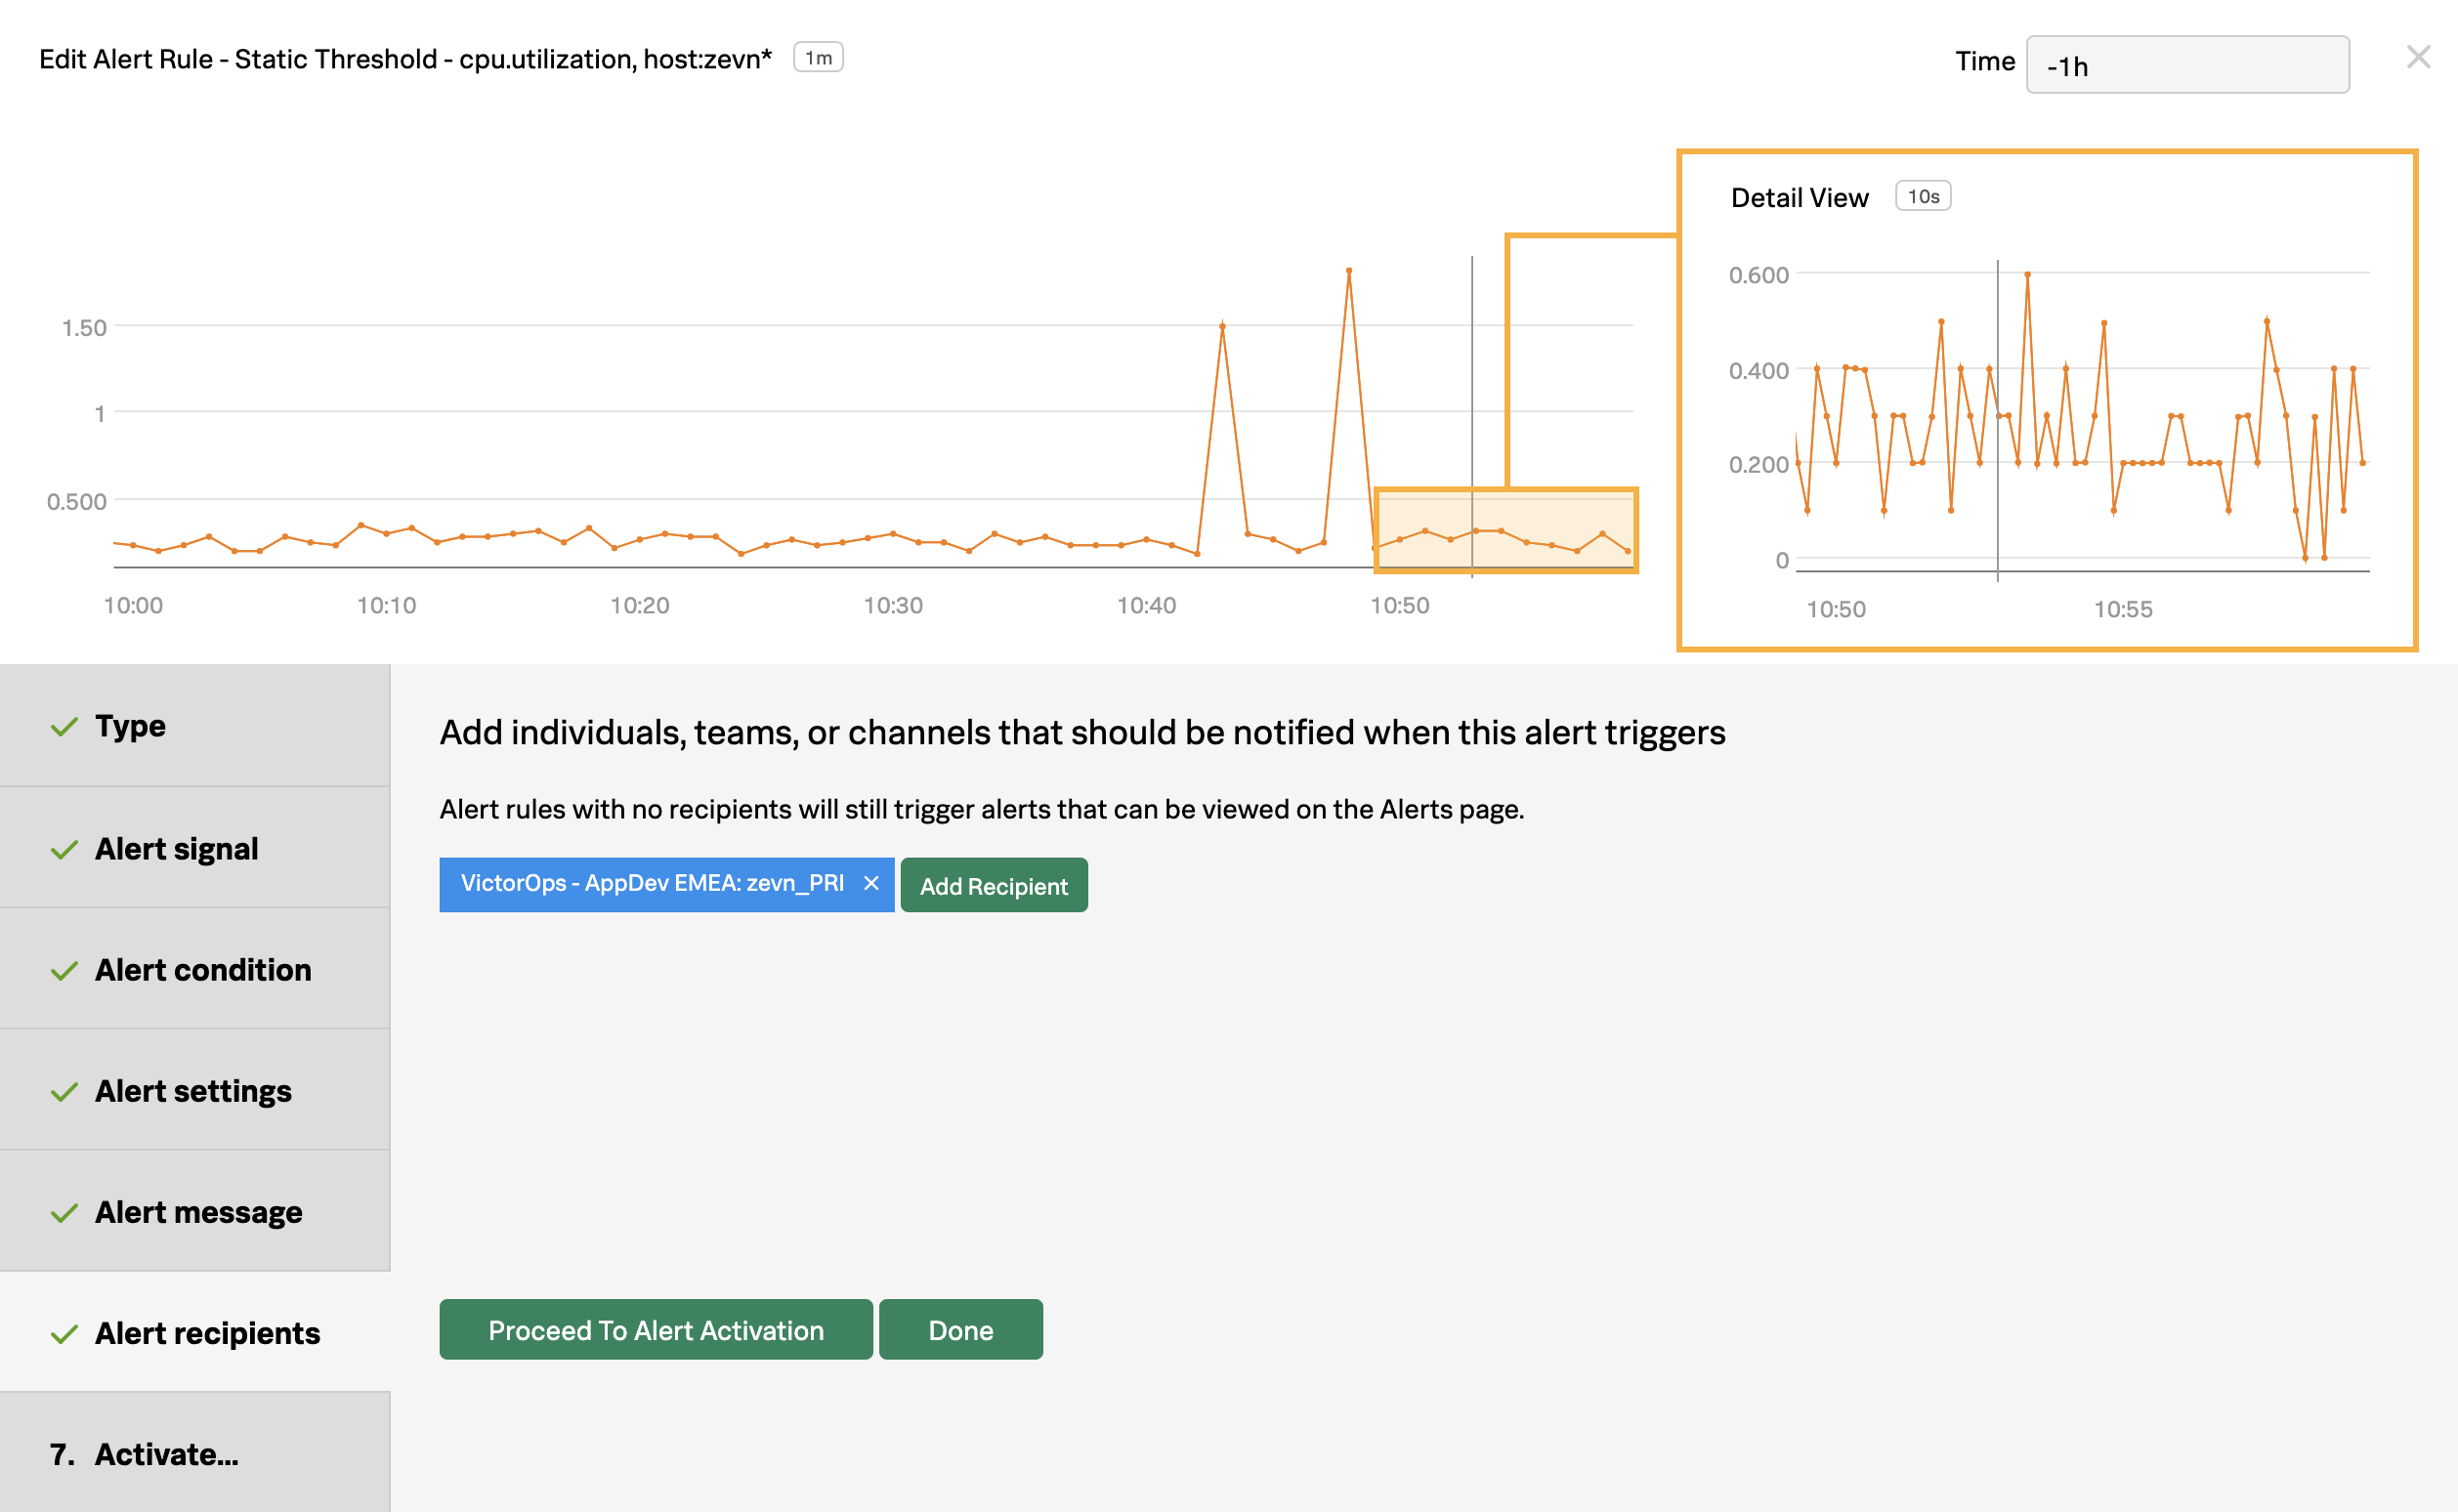 Edit Alert Rule - Static Threshold - cpu.utilization, host:zevn* 1m
Time -1h
Detail View 10s
1.50
1
0.500
10:00 10:10 10:20 10:30 10:40 10:50
0.600
0.400
0.200
0
10:50 10:55
Type
Alert signal
Alert condition
Alert settings
Alert message
Alert recipients
7. Activate...
Add individuals, teams, or channels that should be notified when this alert triggers
Alert rules with no recipients will still trigger alerts that can be viewed on the Alerts page.
VictorOps - AppDev EMEA: zevn_PRI × Add Recipient
Proceed To Alert Activation Done